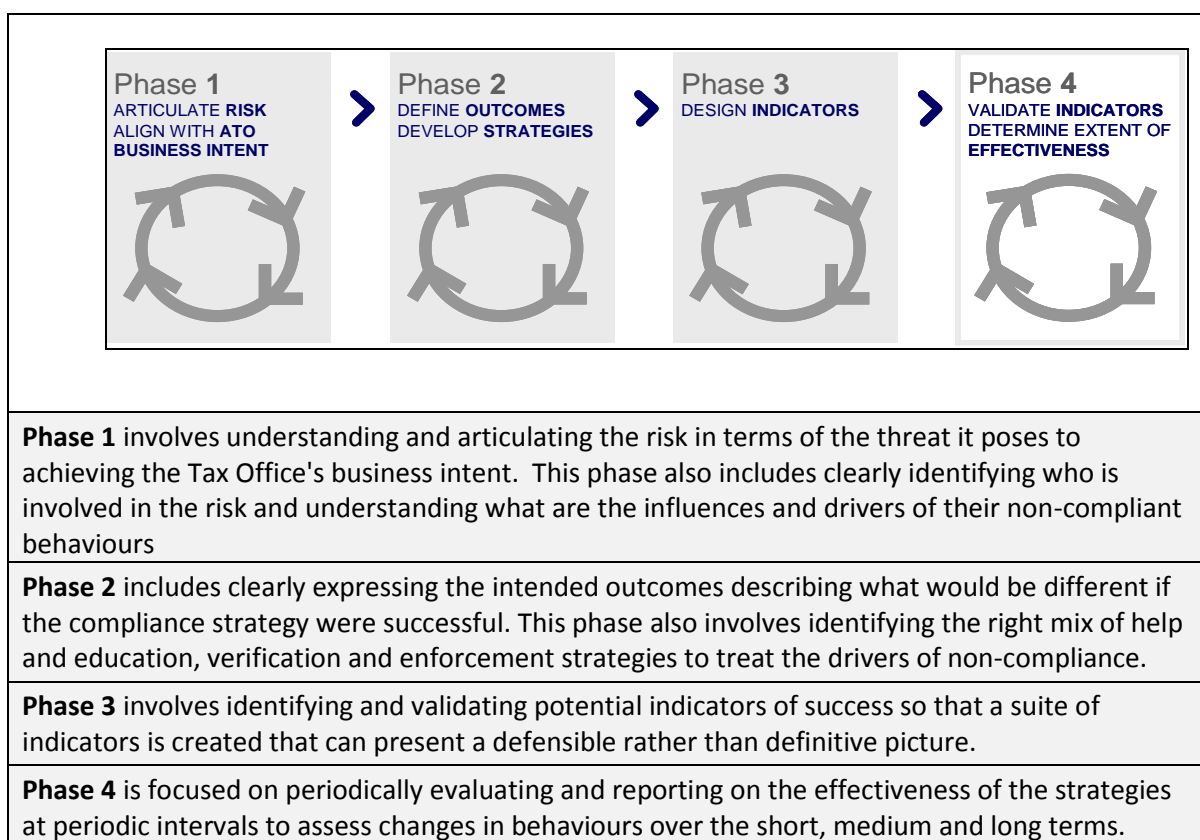 Phase 1
ARTICULATE RISK
ALIGN WITH ATO
BUSINESS INTENT
Phase 2
DEFINE OUTCOMES
DEVELOP STRATEGIES
Phase 3
DESIGN INDICATORS
Phase 4
VALIDATE INDICATORS
DETERMINE EXTENT OF
EFFECTIVENESS
Phase 1 involves understanding and articulating the risk in terms of the threat it poses to
achieving the Tax Office's business intent.  This phase also includes clearly identifying who is
involved in the risk and understanding what are the influences and drivers of their non-compliant
behaviours
Phase 2 includes clearly expressing the intended outcomes describing what would be different if
the compliance strategy were successful. This phase also involves identifying the right mix of help
and education, verification and enforcement strategies to treat the drivers of non-compliance.
Phase 3 involves identifying and validating potential indicators of success so that a suite of
indicators is created that can present a defensible rather than definitive picture.
Phase 4 is focused on periodically evaluating and reporting on the effectiveness of the strategies
at periodic intervals to assess changes in behaviours over the short, medium and long terms.